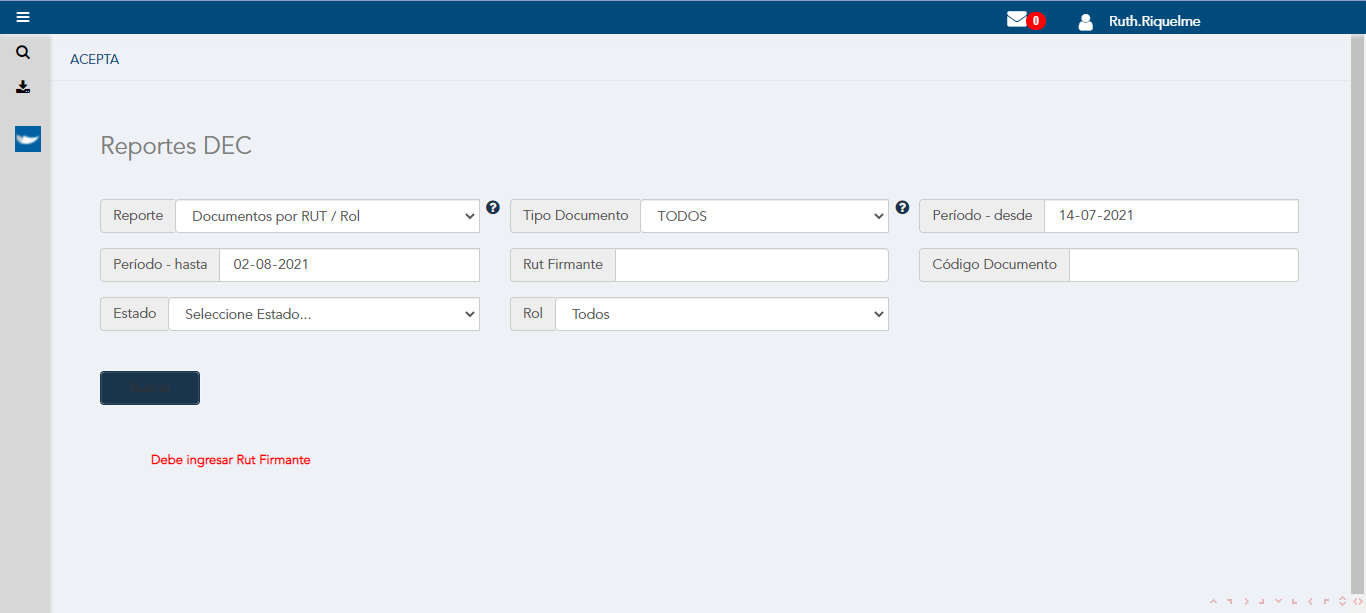 0 Ruth.Riquelme
ACEPTA
Reportes DEC
Reporte Documentos por RUT / Rol Tipo Documento TODOS Período - desde 14-07-2021
Período - hasta 02-08-2021 Rut Firmante Código Documento
Estado Seleccione Estado... Rol Todos
Debe ingresar Rut Firmante